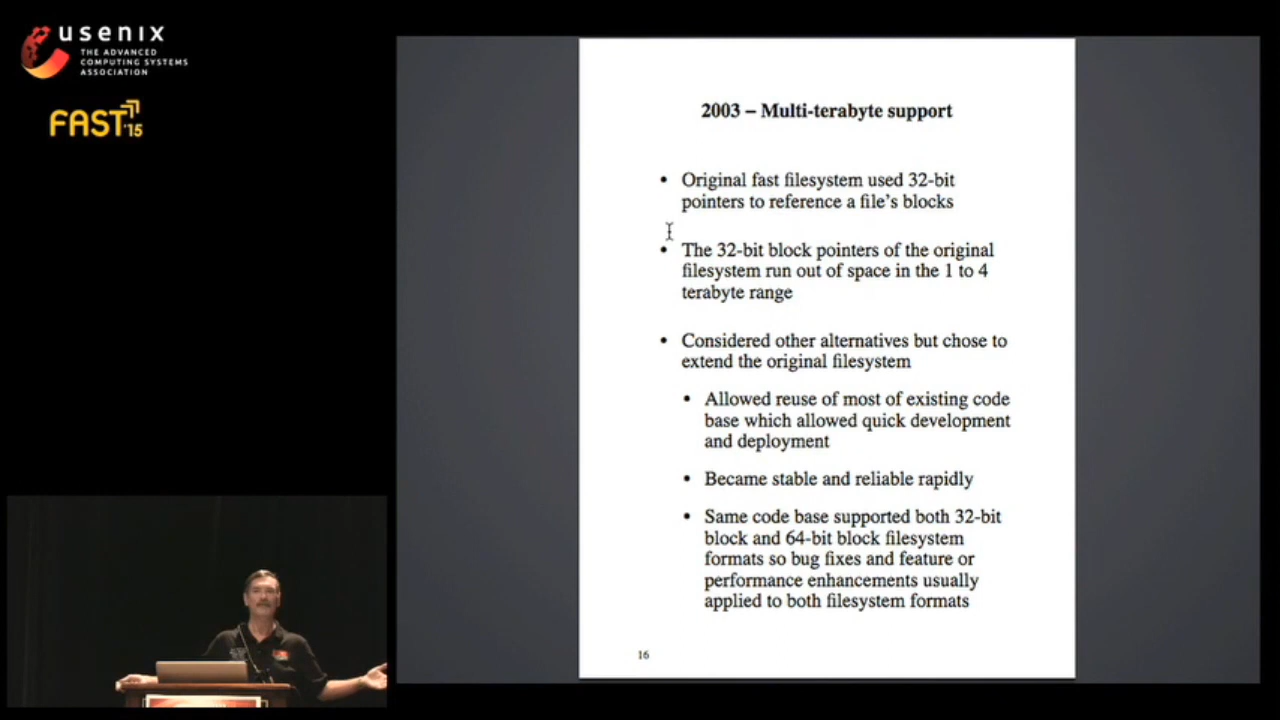 usenix
THE ADVANCED
COMPUTING SYSTEMS
ASSOCIATION
FAST '15
2003 – Multi-terabyte support
• Original fast filesystem used 32-bit
pointers to reference a file's blocks
• The 32-bit block pointers of the original
filesystem run out of space in the 1 to 4
terabyte range
• Considered other alternatives but chose to
extend the original filesystem
• Allowed reuse of most of existing code
base which allowed quick development
and deployment
• Became stable and reliable rapidly
• Same code base supported both 32-bit
block and 64-bit block filesystem
formats so bug fixes and feature or
performance enhancements usually
applied to both filesystem formats
16